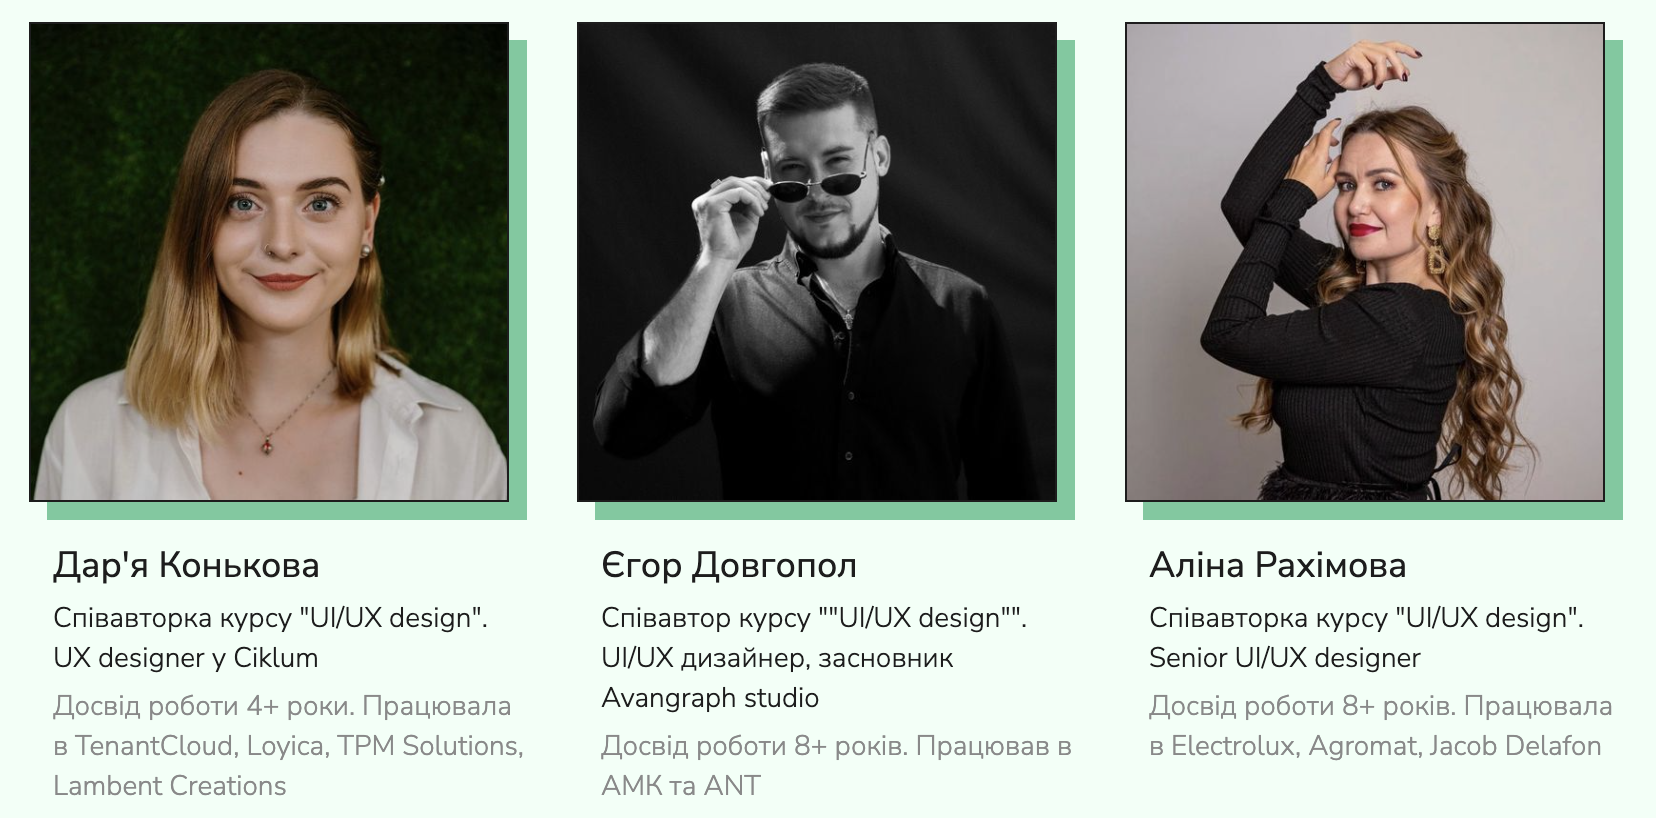 Дар'я Конькова
Співавторка курсу "UI/UX design".
UX designer у Ciklum
Досвід роботи 4+ роки. Працювала
в TenantCloud, Loyica, TPM Solutions,
Lambent Creations
Єгор Довгопол
Співавтор курсу ""UI/UX design"".
UI/UX дизайнер, засновник
Avangraph studio
Досвід роботи 8+ років. Працював в
АМК та ANT
Аліна Рахімова
Співавторка курсу "UI/UX design".
Senior UI/UX designer
Досвід роботи 8+ років. Працювала
в Electrolux, Agromat, Jacob Delafon